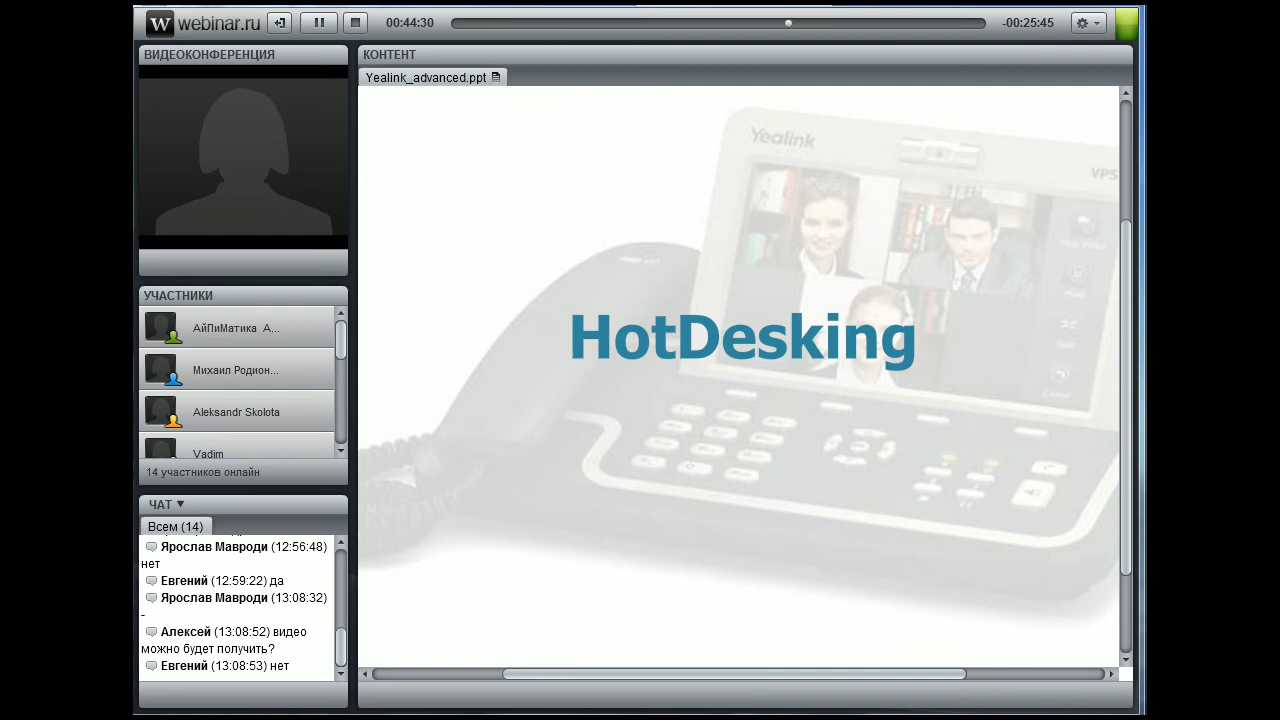 w webinar.ru
00:44:30
-00:25:45
ВИДЕОКОНФЕРЕНЦИЯ
КОНТЕНТ
Yealink_advanced.ppt
Yealink
HotDesking
УЧАСТНИКИ
АйПиМатика А...
Михаил Родион...
Aleksandr Skolota
Vadim
14 участников онлайн
ЧАТ
Всем (14)
Ярослав Мавроди (12:56:48)
нет
Евгений (12:59:22) да
Ярослав Мавроди (13:08:32)
-
Алексей (13:08:52) видео
можно будет получить?
Евгений (13:08:53) нет